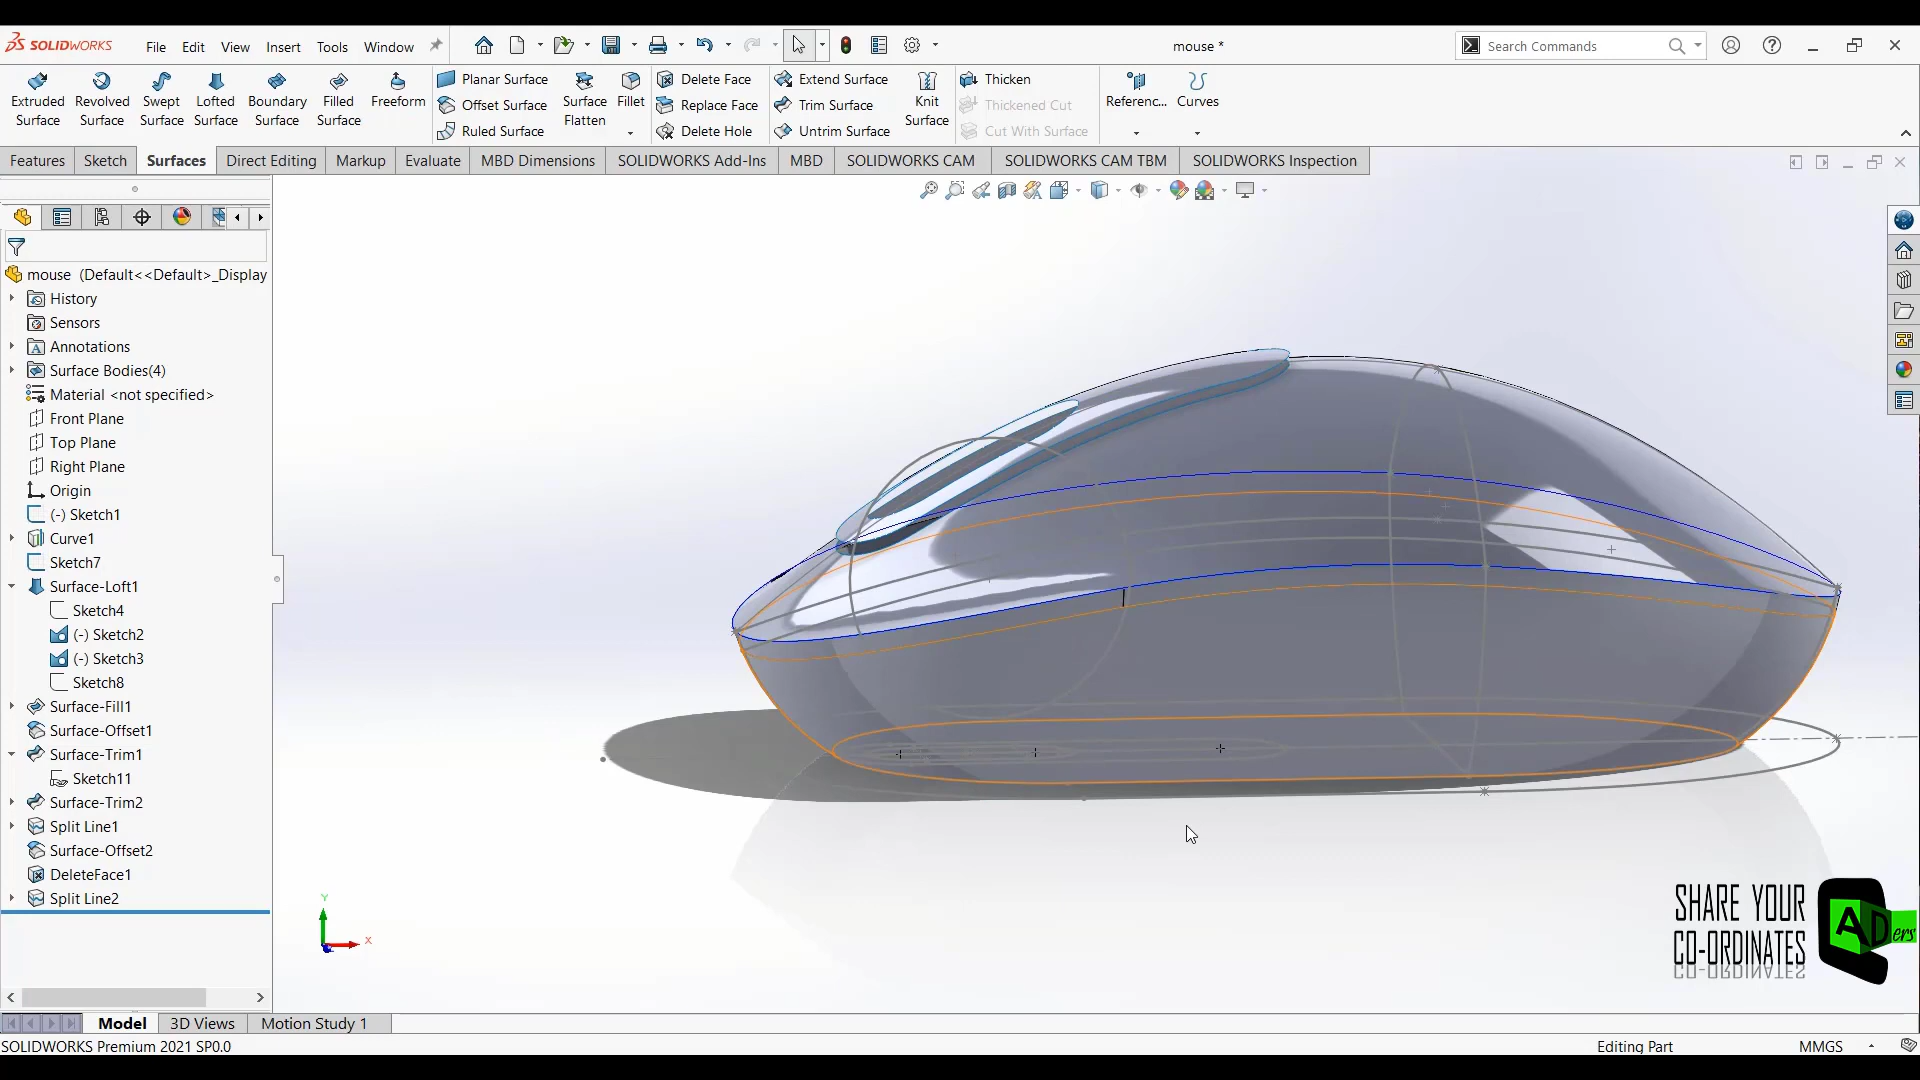 SOLIDWORKS File Edit View Insert Tools Window mouse * Search Commands
Extruded Surface
Revolved Surface
Swept Surface
Lofted Surface
Boundary Surface
Filled Surface
Freeform
Planar Surface
Offset Surface
Ruled Surface
Surface Flatten
Fillet
Delete Face
Replace Face
Delete Hole
Extend Surface
Trim Surface
Untrim Surface
Knit Surface
Thicken
Thickened Cut
Cut With Surface
Referenc...
Curves
Features Sketch Surfaces Direct Editing Markup Evaluate MBD Dimensions SOLIDWORKS Add-Ins MBD SOLIDWORKS CAM SOLIDWORKS CAM TBM SOLIDWORKS Inspection
mouse (Default<<Default>_Display
History
Sensors
Annotations
Surface Bodies(4)
Material <not specified>
Front Plane
Top Plane
Right Plane
Origin
(-) Sketch1
Curve1
Sketch7
Surface-Loft1
Sketch4
(-) Sketch2
(-) Sketch3
Sketch8
Surface-Fill1
Surface-Offset1
Surface-Trim1
Sketch11
Surface-Trim2
Split Line1
Surface-Offset2
DeleteFace1
Split Line2
Y
X
SHARE YOUR
CO-ORDINATES
CADers
Model 3D Views Motion Study 1
SOLIDWORKS Premium 2021 SP0.0 Editing Part MMGS